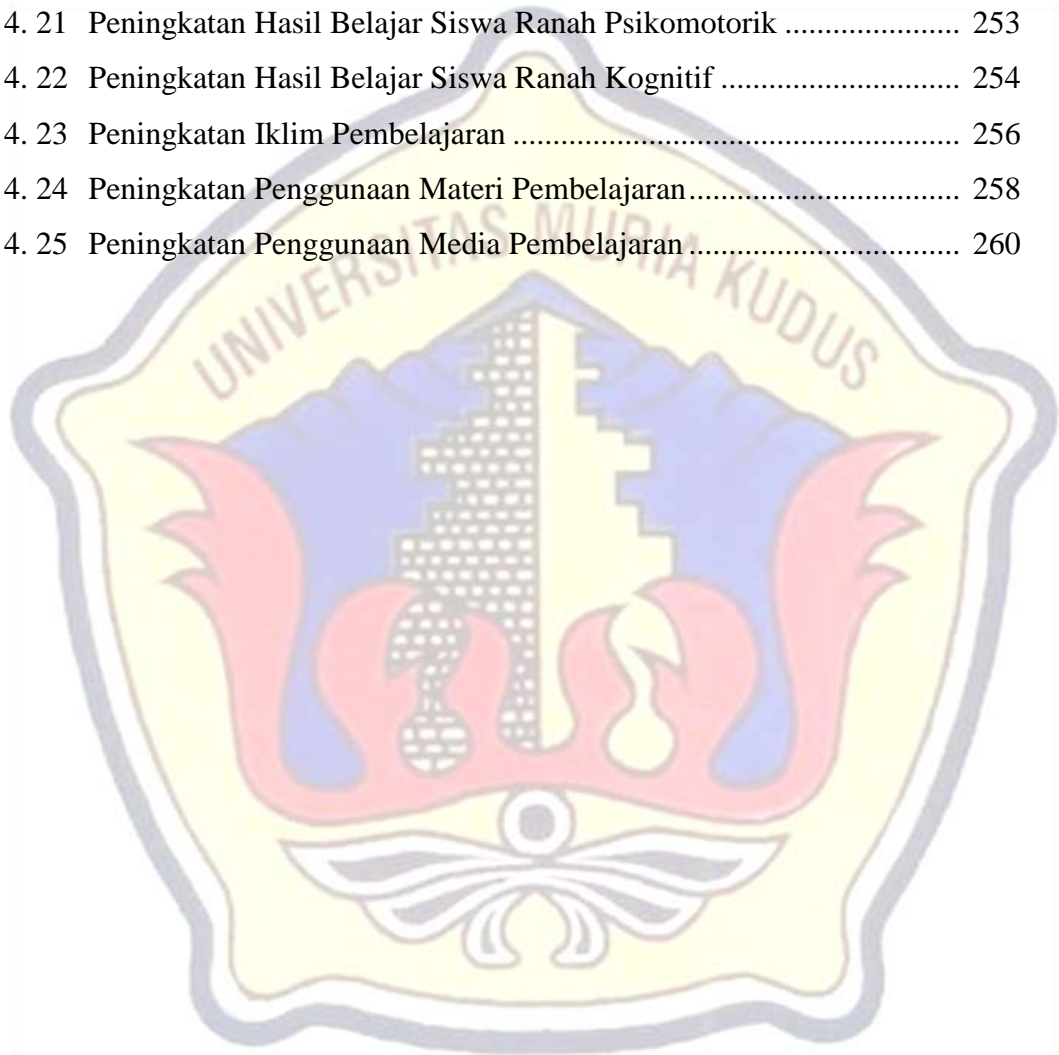 4. 21 Peningkatan Hasil Belajar Siswa Ranah Psikomotorik ...................... 253
4. 22 Peningkatan Hasil Belajar Siswa Ranah Kognitif .............................. 254
4. 23 Peningkatan Iklim Pembelajaran ........................................................ 256
4. 24 Peningkatan Penggunaan Materi Pembelajaran.................................. 258
4. 25 Peningkatan Penggunaan Media Pembelajaran .................................. 260
UNIVERSITAS MURIA KUDUS